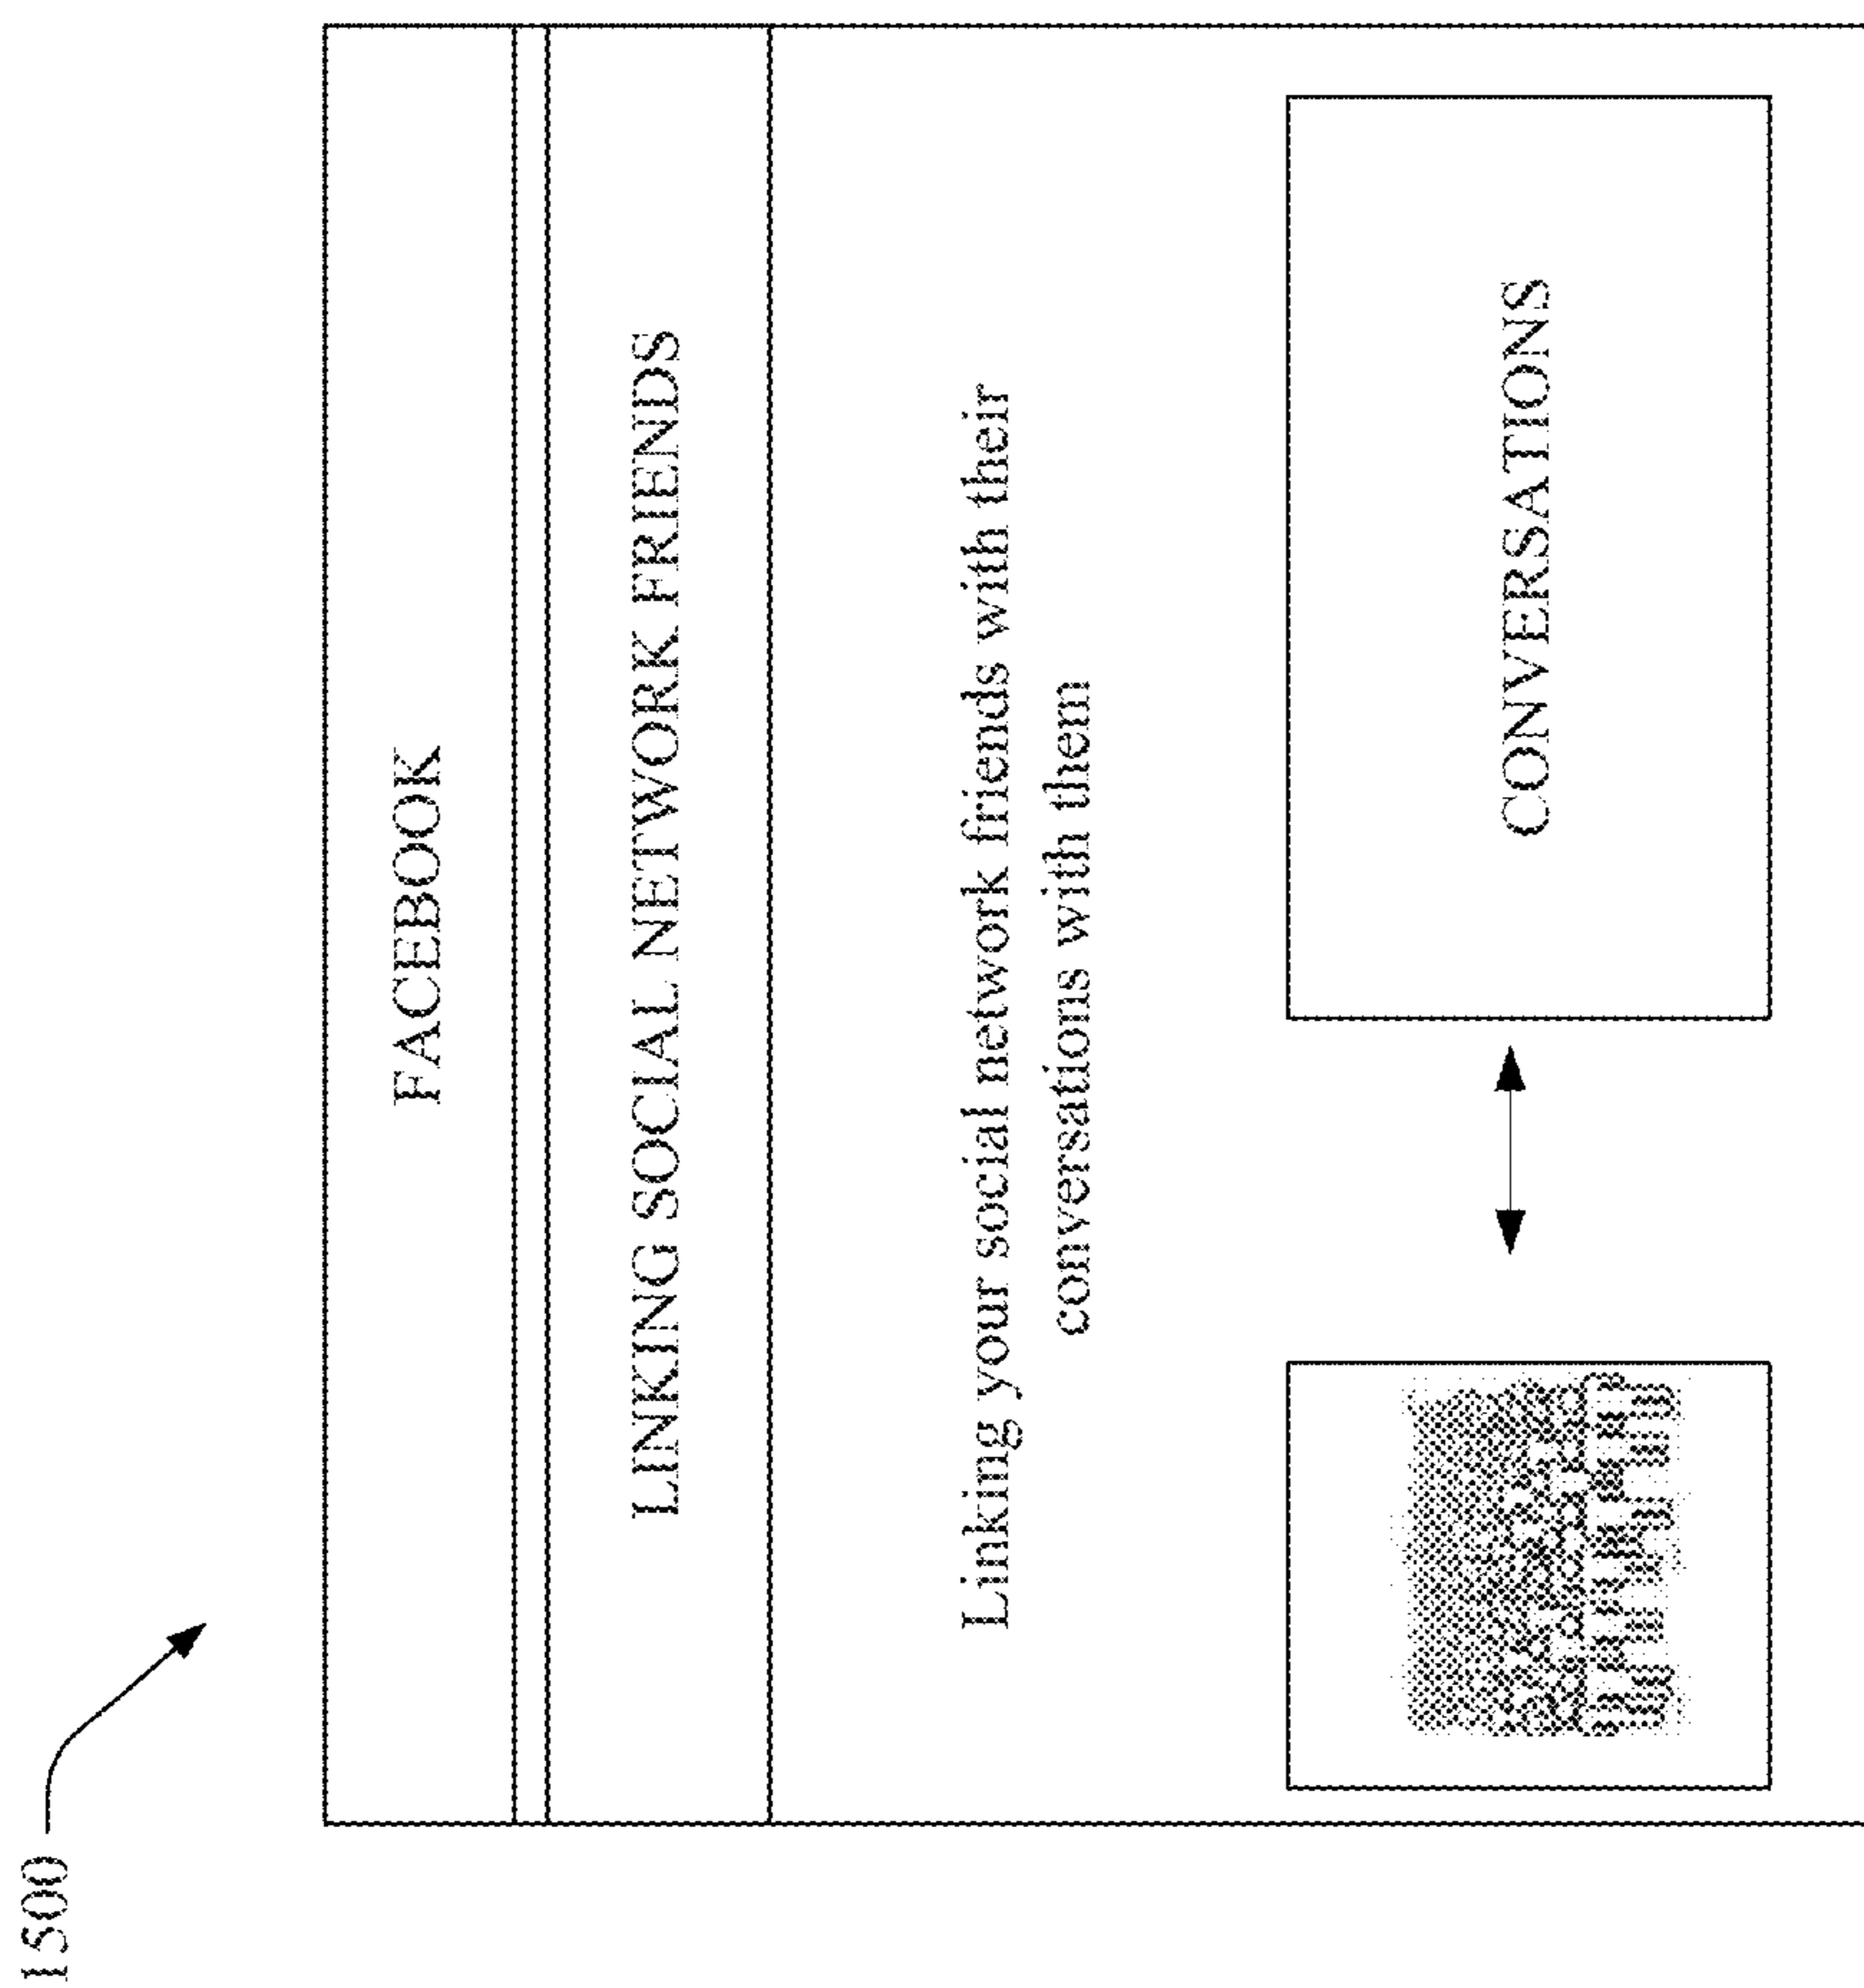 1500
FACEBOOK
LINKING SOCIAL NETWORK FRIENDS
Linking your social network friends with their
conversations with them
CONVERSATIONS